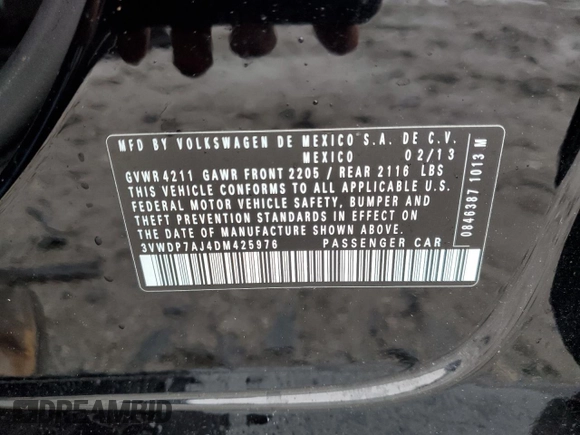 MFD BY VOLKSWAGEN DE MEXICO S.A. DE C.V.
MEXICO 02/13
GVWR 4211 GAWR FRONT 2205 / REAR 2116 LBS
THIS VEHICLE CONFORMS TO ALL APPLICABLE U.S.
FEDERAL MOTOR VEHICLE SAFETY, BUMPER AND
THEFT PREVENTION STANDARDS IN EFFECT ON
THE DATE OF MANUFACTURE SHOWN ABOVE.
3VWDP7AJ4DM425976 PASSENGER CAR
0846387 1013 M
DREAMBID